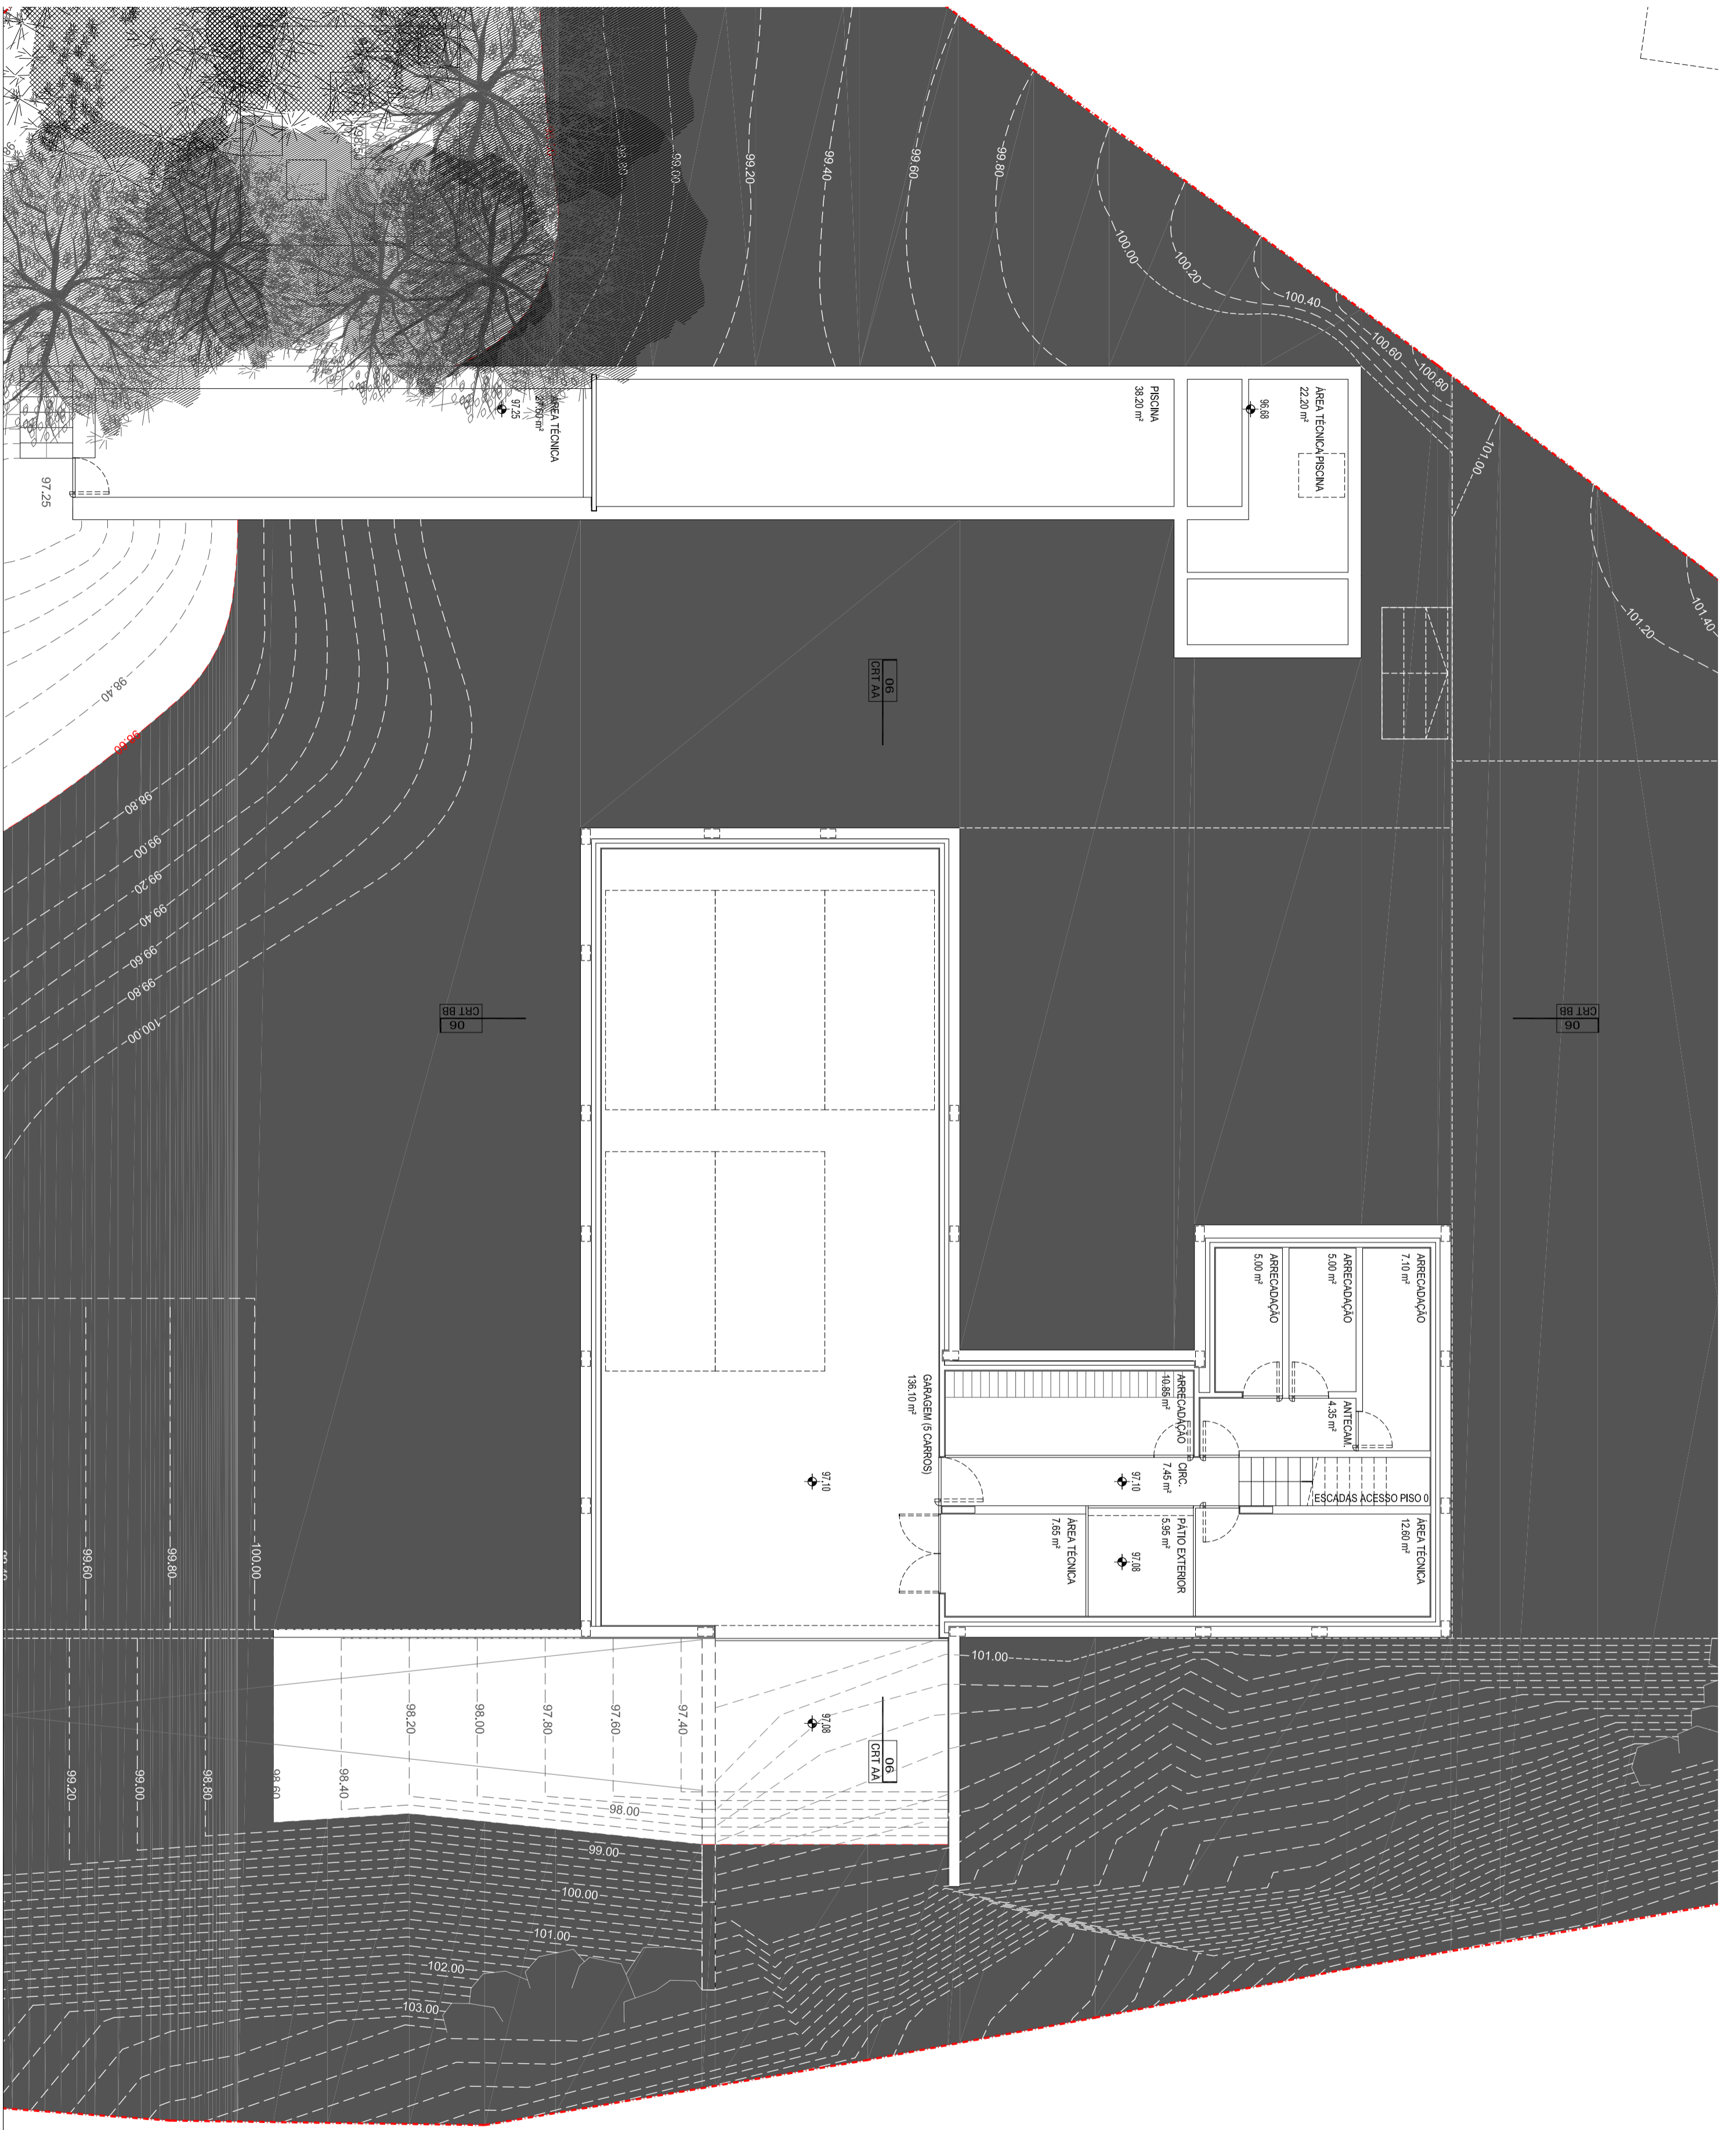 98.50
98.80
99.00
99.20
99.40
99.60
99.80
100.00
100.20
100.40
100.60
100.80
101.00
101.20
101.40
ÁREA TÉCNICA
27.60 m²
97.25
97.25
PISCINA
38.20 m²
96.68
ÁREA TÉCNICA PISCINA
22.20 m²
06
CRT AA
98.40
98.60
98.80
99.00
99.20
99.40
99.60
99.80
100.00
06
CRT BB
06
CRT BB
ARRECADAÇÃO
7.10 m²
ARRECADAÇÃO
5.00 m²
ARRECADAÇÃO
5.00 m²
ANTECAM.
4.35 m²
ARRECADAÇÃO
10.85 m²
GARAGEM (5 CARROS)
136.10 m²
97.10
CIRC.
7.45 m²
97.10
ESCADAS ACESSO PISO 0
ÁREA TÉCNICA
12.60 m²
PÁTIO EXTERIOR
5.95 m²
97.08
ÁREA TÉCNICA
7.65 m²
99.60
99.80
100.00
101.00
97.08
06
CRT AA
97.40
97.60
97.80
98.00
98.20
98.40
98.60
98.80
99.00
99.20
98.00
99.00
100.00
101.00
102.00
103.00